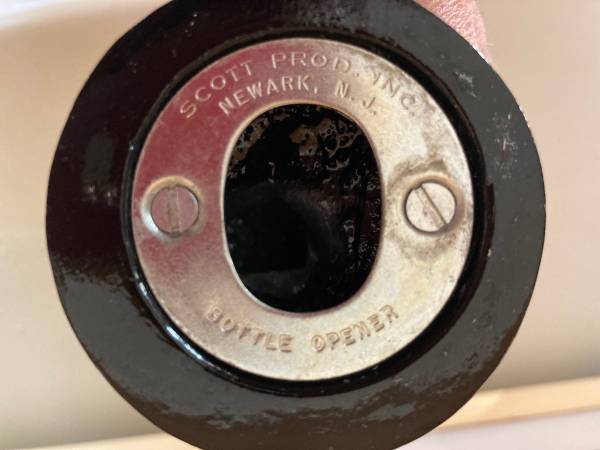 SCOTT PROD. INC.
NEWARK, N. J.
BOTTLE OPENER